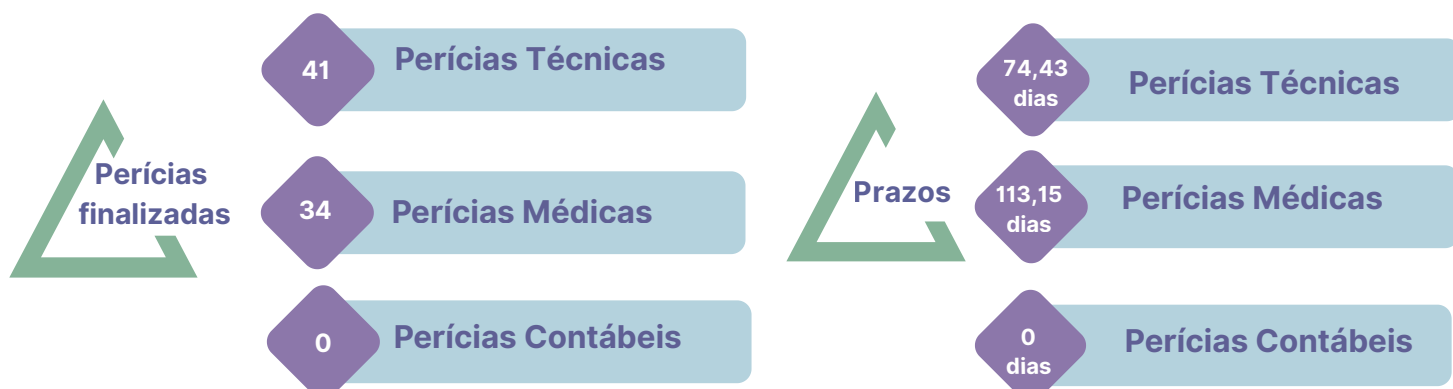 Perícias
finalizadas
41
Perícias Técnicas
34
Perícias Médicas
0
Perícias Contábeis
Prazos
74,43
dias
Perícias Técnicas
113,15
dias
Perícias Médicas
0
dias
Perícias Contábeis